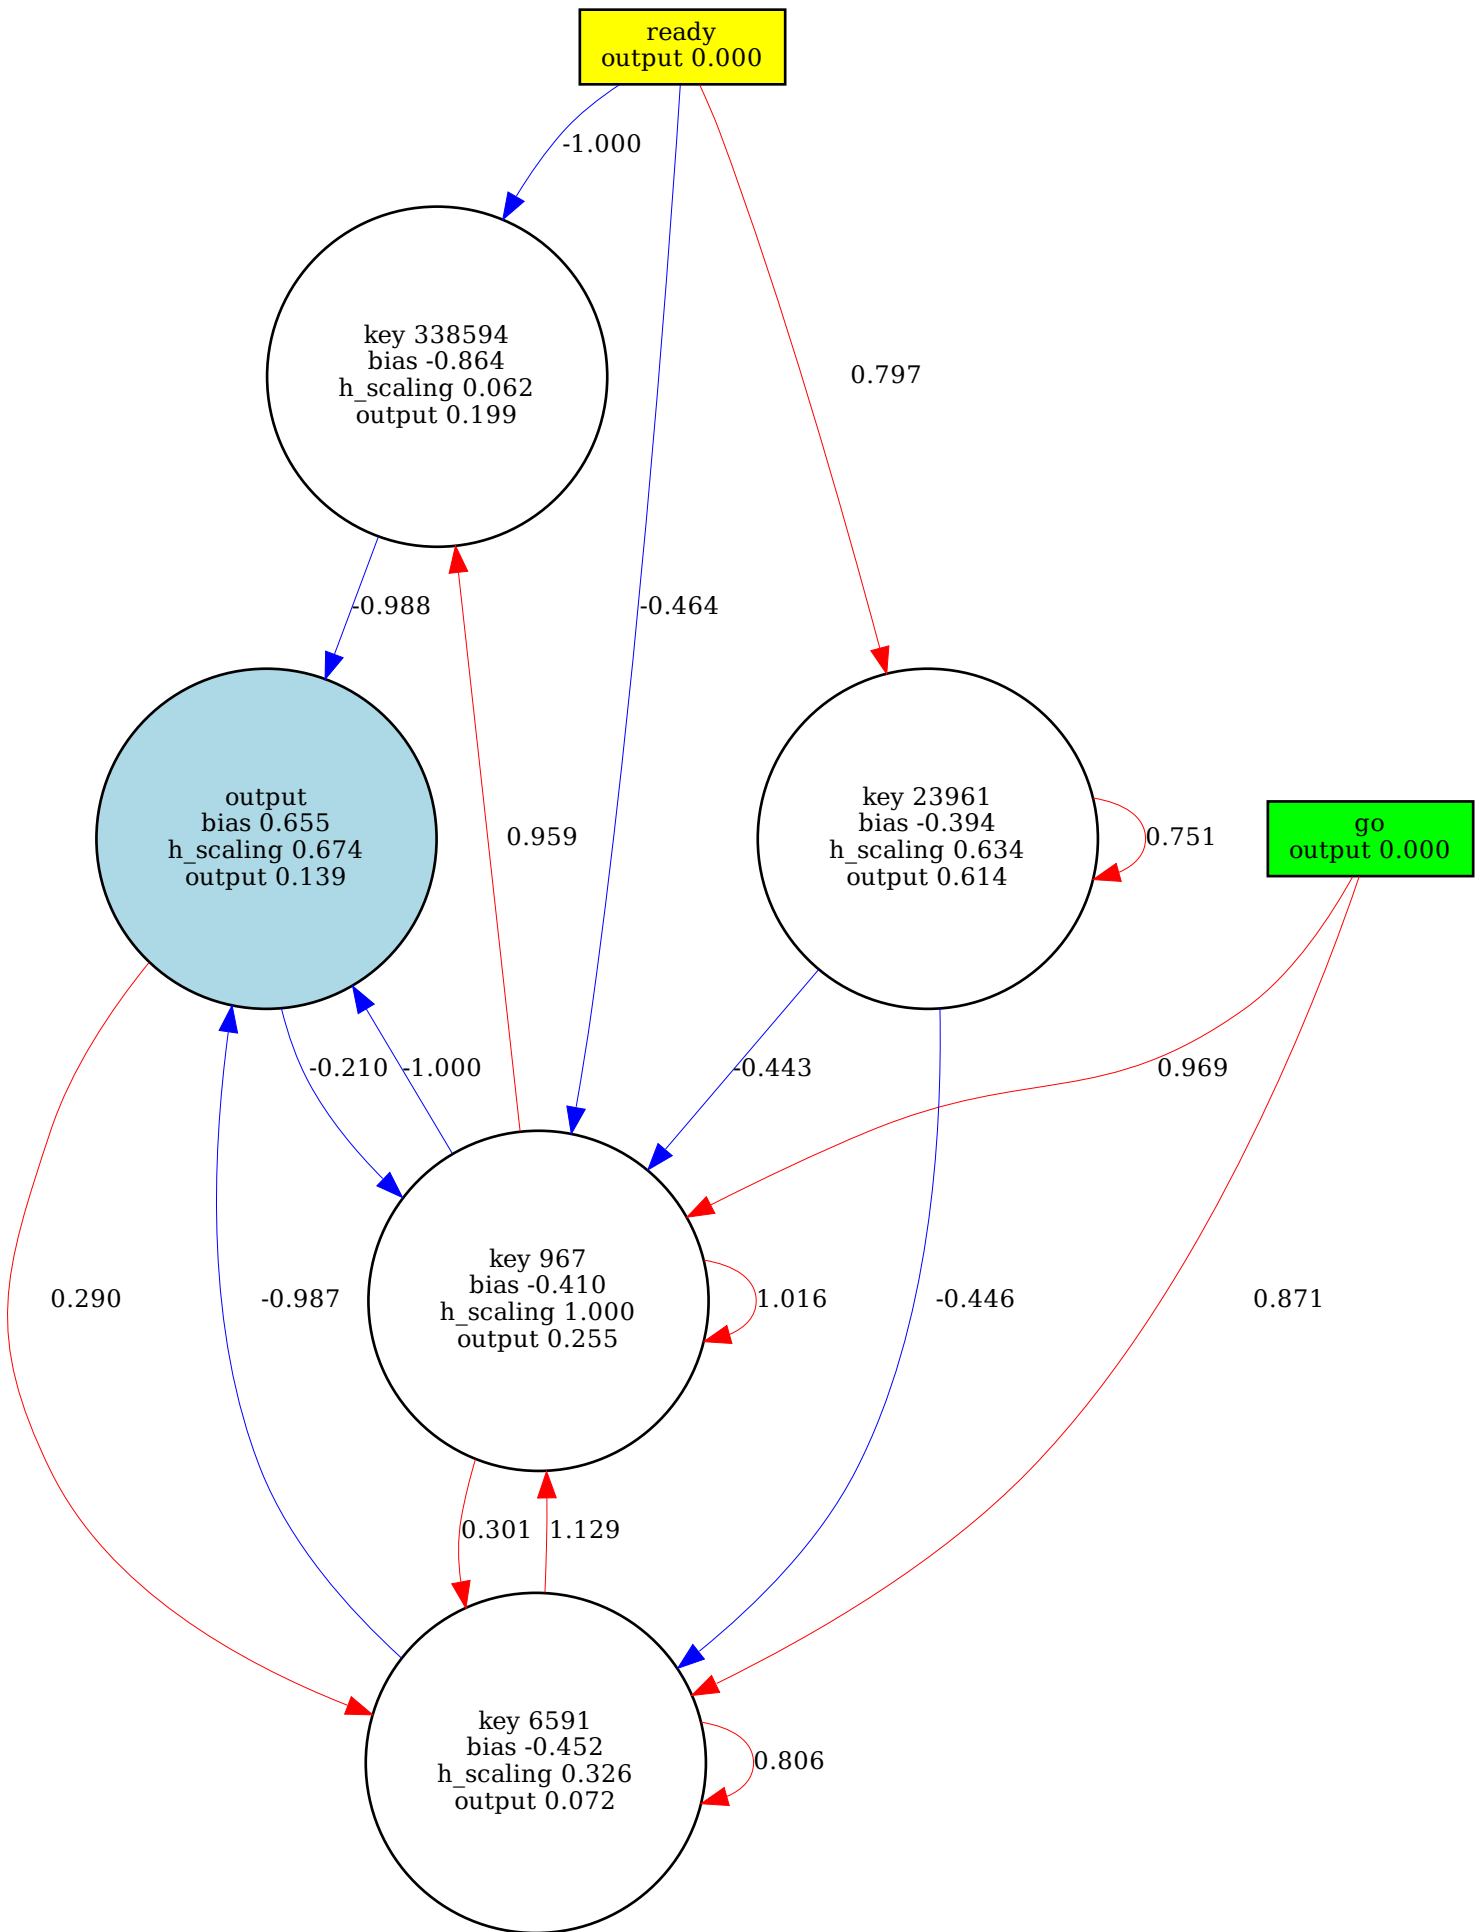 ready
output 0.000
-1.000
key 338594
bias -0.864
h_scaling 0.062
output 0.199
0.797
-0.988
-0.464
output
bias 0.655
h_scaling 0.674
output 0.139
0.959
key 23961
bias -0.394
h_scaling 0.634
output 0.614
0.751
go
output 0.000
-0.210
-1.000
-0.443
0.969
0.290
-0.987
key 967
bias -0.410
h_scaling 1.000
output 0.255
1.016
-0.446
0.871
0.301
1.129
key 6591
bias -0.452
h_scaling 0.326
output 0.072
0.806